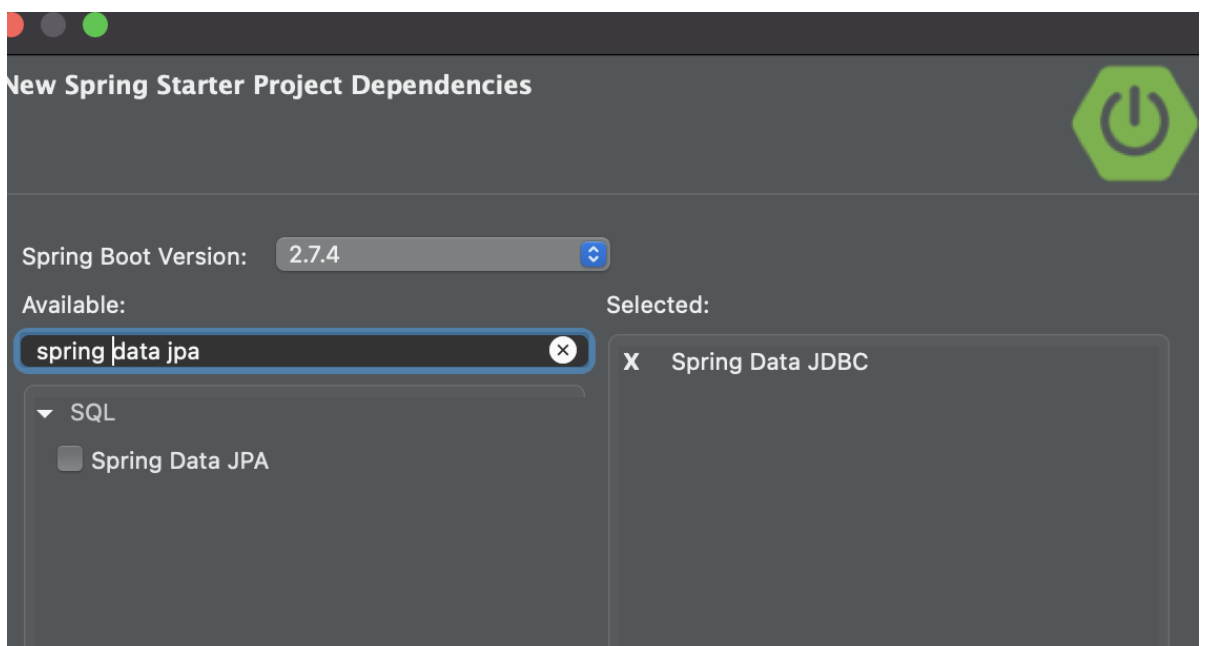 New Spring Starter Project Dependencies
Spring Boot Version: 2.7.4
Available:
Selected:
spring data jpa
X Spring Data JDBC
SQL
Spring Data JPA